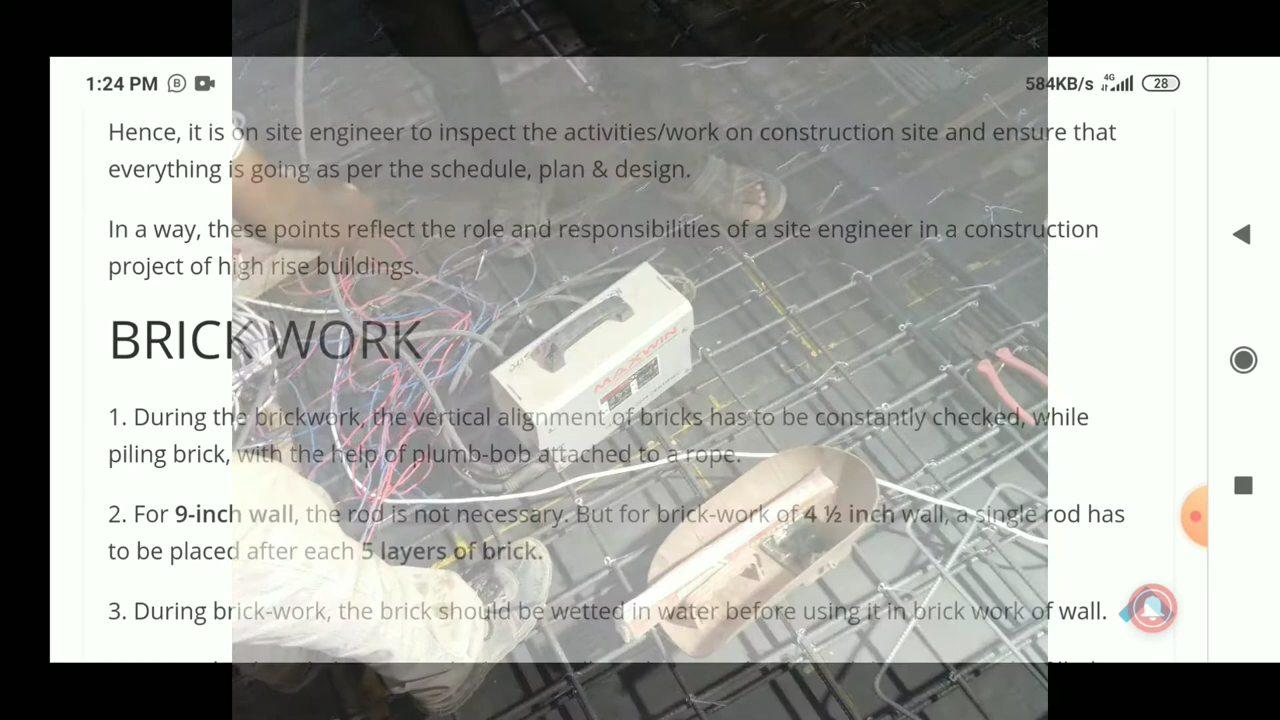 1:24 PM
584KB/s 4G 28
Hence, it is on site engineer to inspect the activities/work on construction site and ensure that
everything is going as per the schedule, plan & design.
In a way, these points reflect the role and responsibilities of a site engineer in a construction
project of high rise buildings.
BRICK WORK
MAXWIN
1. During the brickwork, the vertical alignment of bricks has to be constantly checked, while
piling brick, with the help of plumb-bob attached to a rope.
2. For 9-inch wall, the rod is not necessary. But for brick-work of 4 ½ inch wall, a single rod has
to be placed after each 5 layers of brick.
3. During brick-work, the brick should be wetted in water before using it in brick work of wall.